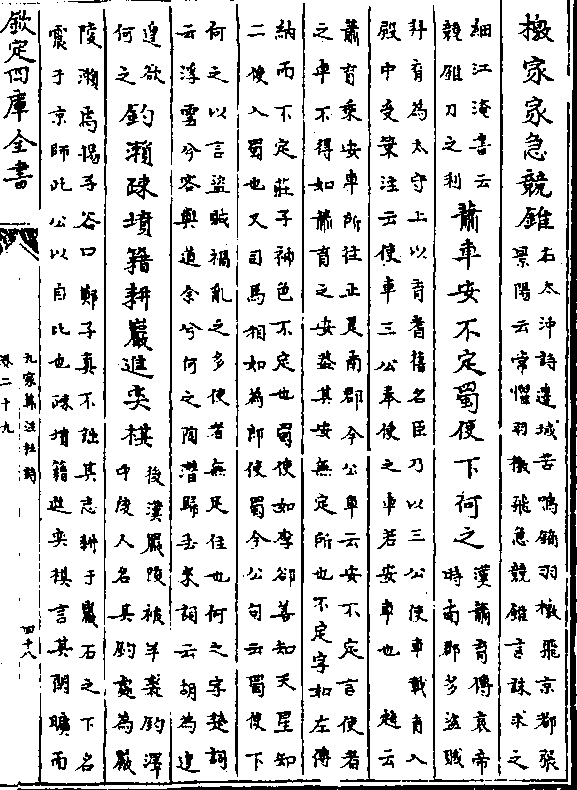 檄家家急競錐左太沖詩邊城苦鳴鏑羽檄飛京都張
景陽云常懼羽檄飛急競錐言誅求之
細江淹書云
競錐刀之利蕭車安不定蜀使下何之漢蕭育傳哀帝
時南郡多盜賊
拜育為太守上以育耆舊名臣乃以三公使車載育入
殿中受策注云使車三公奉使之車若安車也 趙云
蕭育乘安車所往止是南郡今公車云安不定言使者
之車不得如蕭育之安蓋其安無定所也不定字如左傳
納而不定莊子神色不定也蜀使如李郃善知天星知
二使入蜀也又司馬相如為郎使蜀今公句云蜀使下
何之以言盜賊禍亂之多使者無足往也何之字楚詞
云浮雲兮容與道余兮何之陶潛歸去來詞云胡為遑
遑欲
何之釣瀨疎墳籍耕巖進奕棋後漢嚴陵被羊裘釣澤
中後人名其釣處為嚴
陵瀨焉揚子谷口鄭子真不詘其志耕于巖石之下名
震于京師此公以自比也疎墳籍進奕棋言其閒曠而
欽定四庫全書
九家集注杜詩
卷二十九
四十八